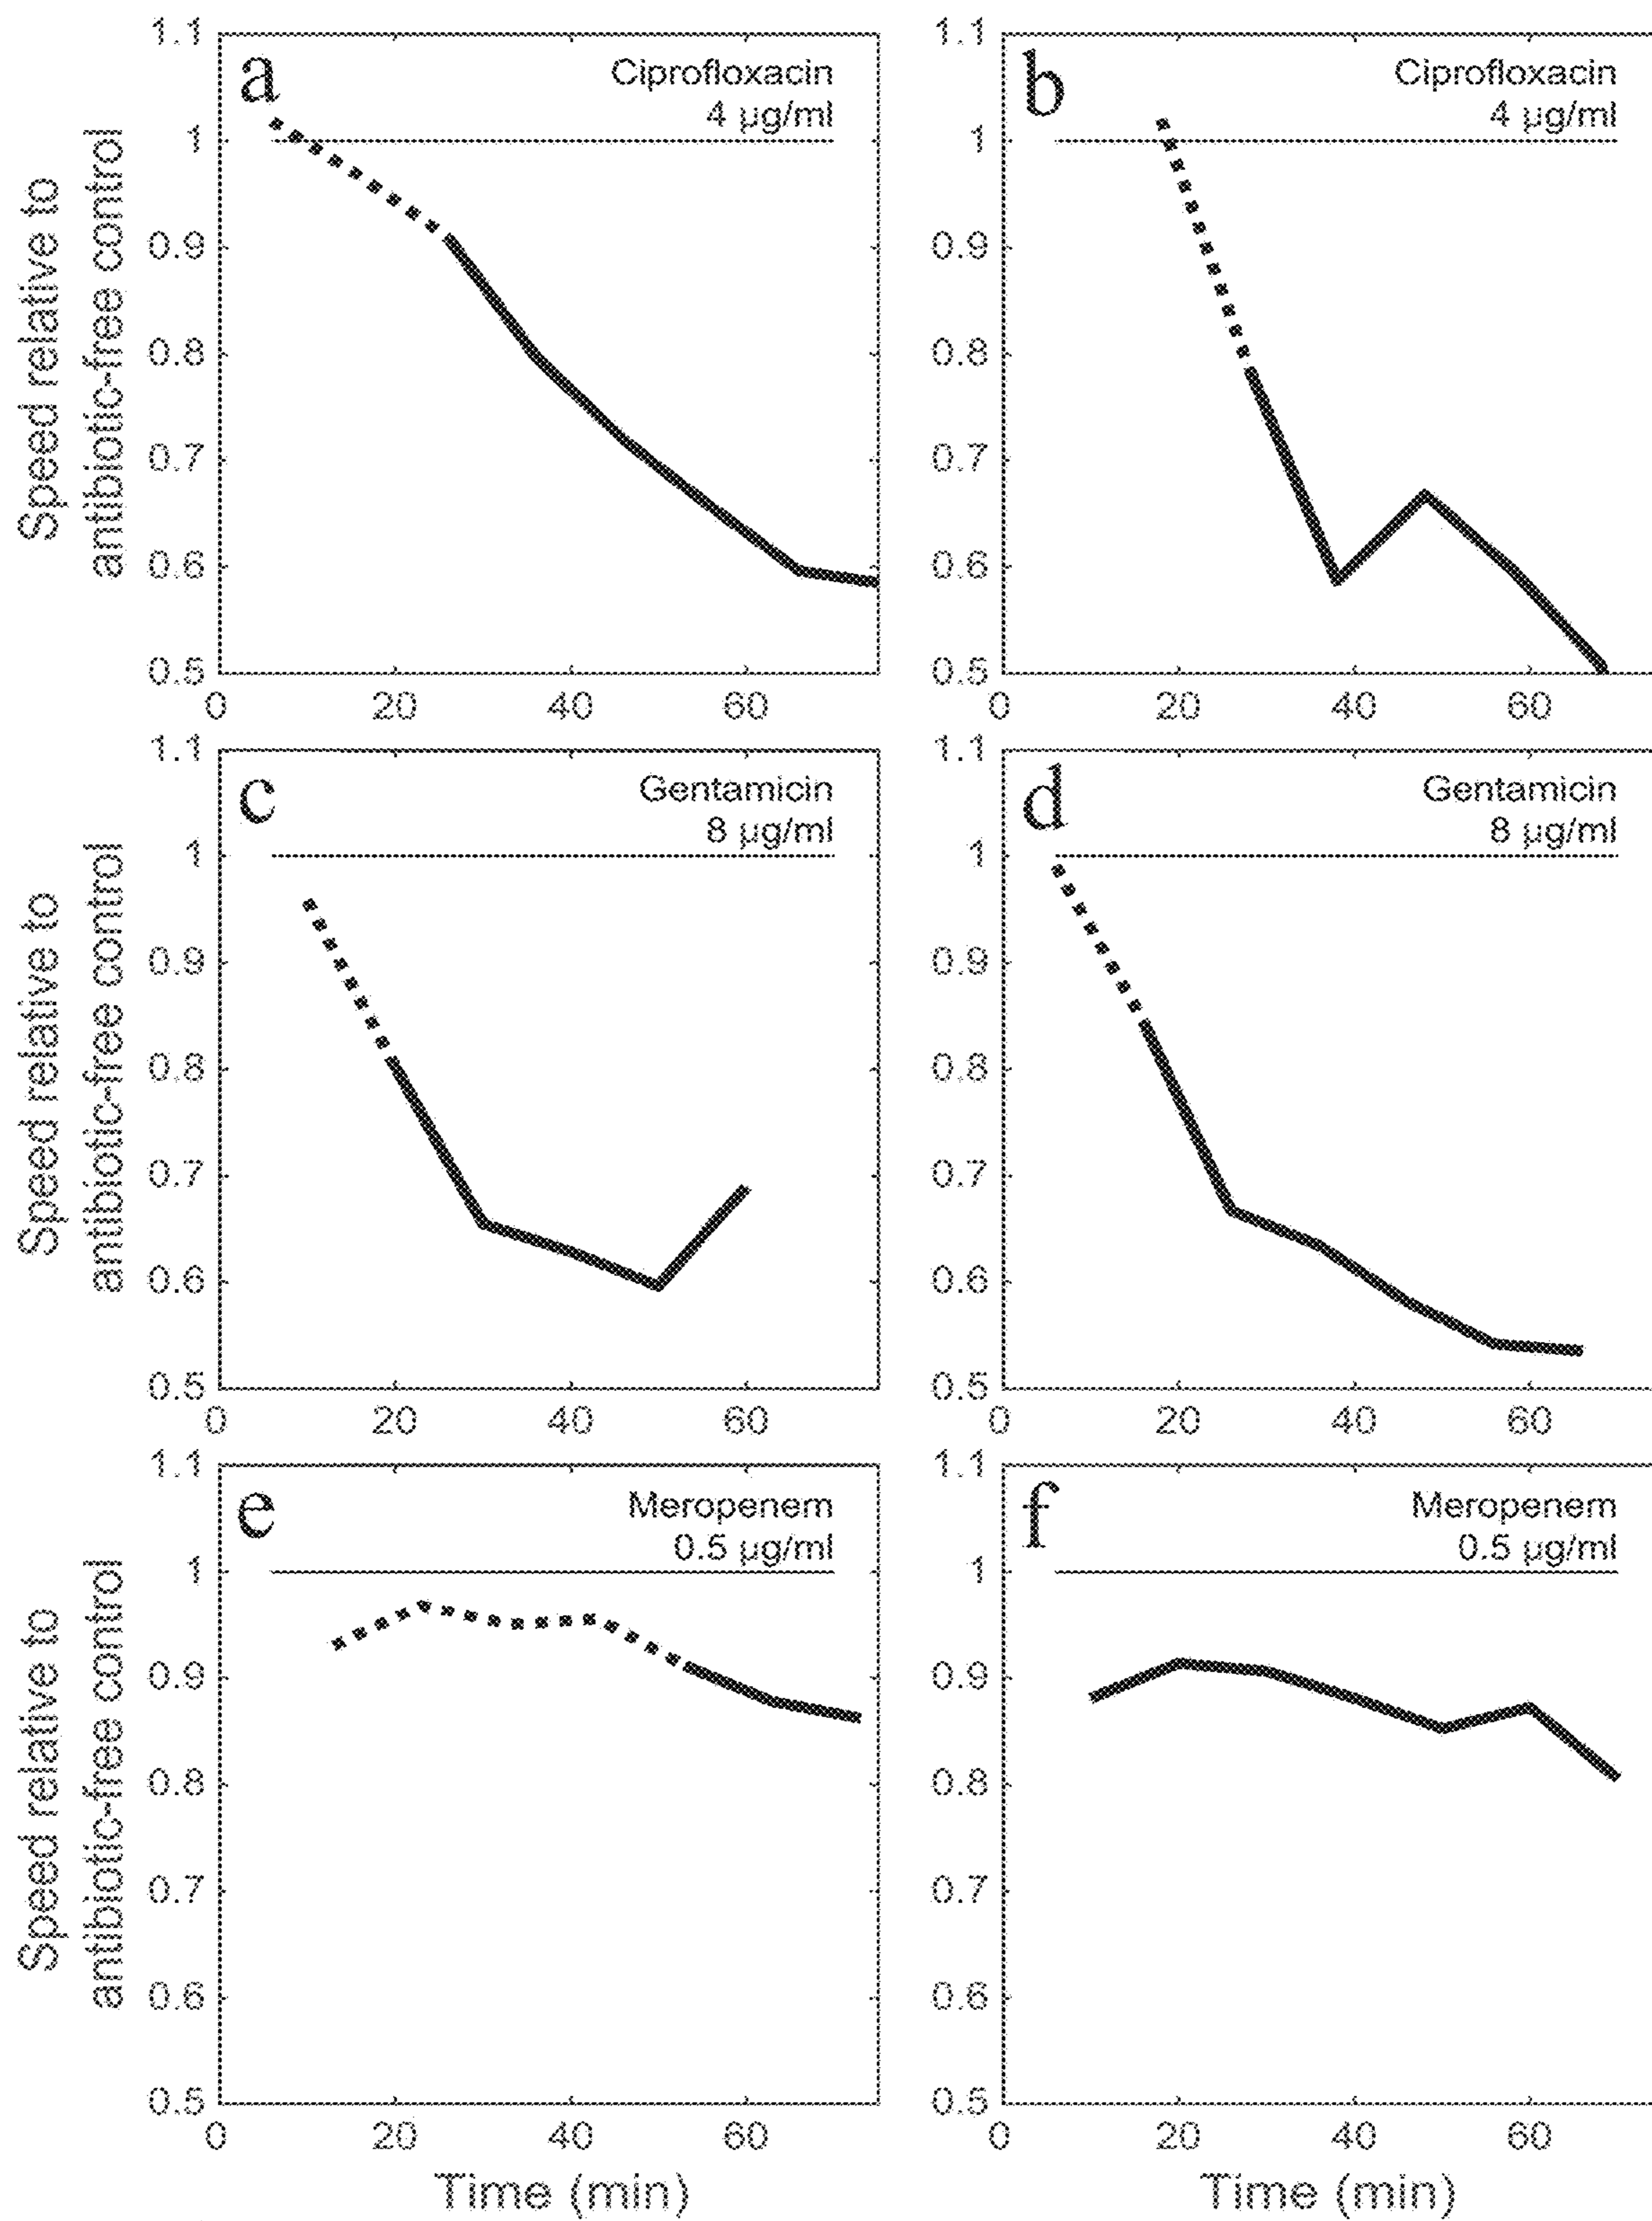 1.1
a
Ciprofloxacin
4 µg/ml
1
0.9
0.8
0.7
0.6
0.5
0
20
40
60
Speed relative to
antibiotic-free control
1.1
b
Ciprofloxacin
4 µg/ml
1
0.9
0.8
0.7
0.6
0.5
0
20
40
60
1.1
c
Gentamicin
8 µg/ml
1
0.9
0.8
0.7
0.6
0.5
0
20
40
60
Speed relative to
antibiotic-free control
1.1
d
Gentamicin
8 µg/ml
1
0.9
0.8
0.7
0.6
0.5
0
20
40
60
1.1
e
Meropenem
0.5 µg/ml
1
0.9
0.8
0.7
0.6
0.5
0
20
40
60
Speed relative to
antibiotic-free control
Time (min)
1.1
f
Meropenem
0.5 µg/ml
1
0.9
0.8
0.7
0.6
0.5
0
20
40
60
Time (min)